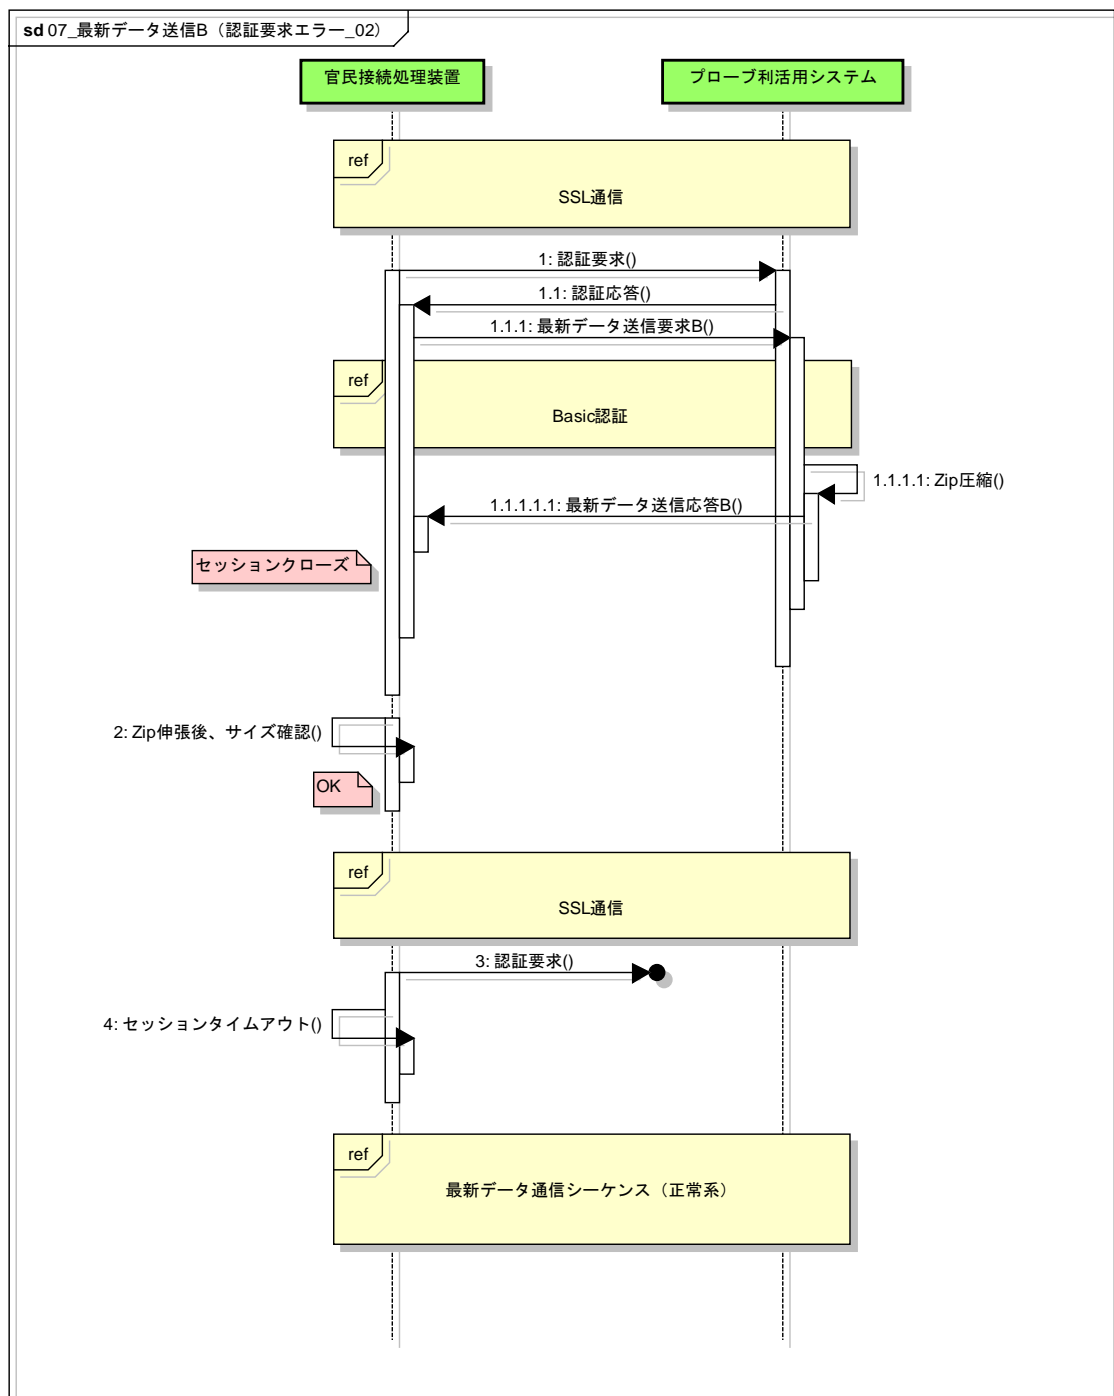 sd 07_最新データ送信B（認証要求エラー_02）
官民接続処理装置
プローブ利活用システム
ref
SSL通信
1: 認証要求()
1.1: 認証応答()
1.1.1: 最新データ送信要求B()
ref
Basic認証
1.1.1.1: Zip圧縮()
1.1.1.1.1: 最新データ送信応答B()
セッションクローズ
2: Zip伸張後、サイズ確認()
OK
ref
SSL通信
3: 認証要求()
4: セッションタイムアウト()
ref
最新データ通信シーケンス（正常系）